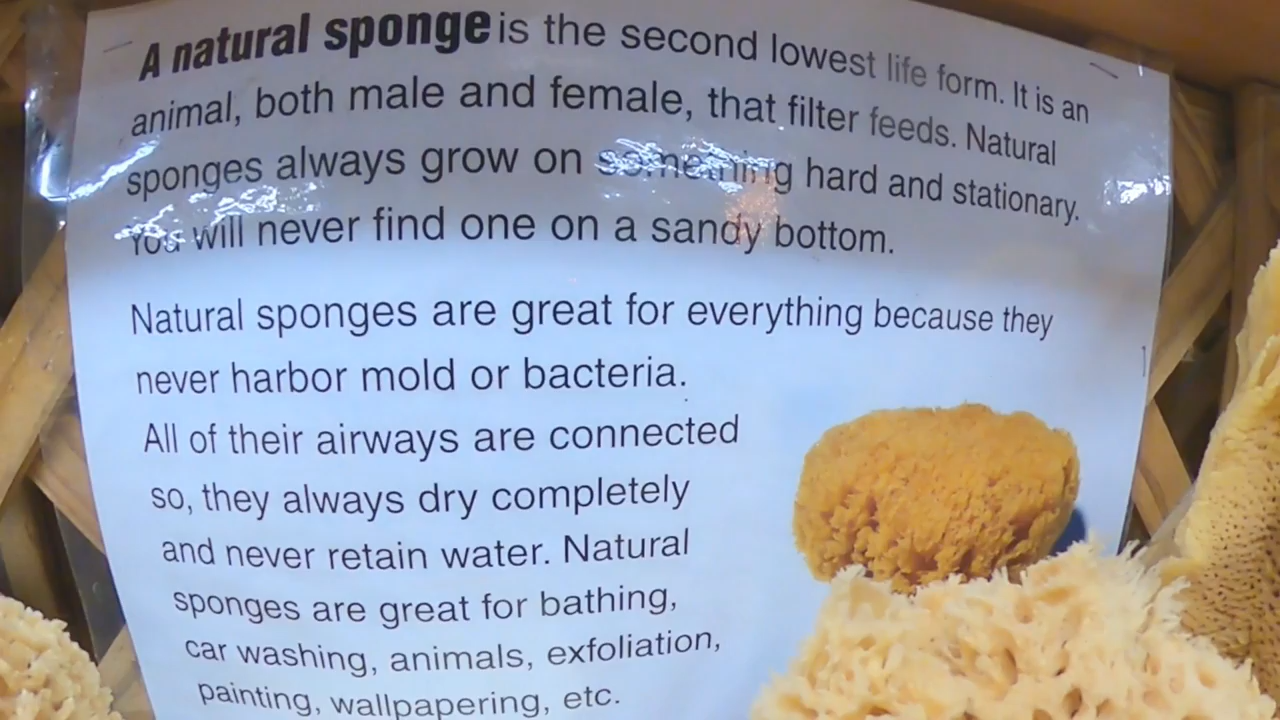 A natural sponge is the second lowest life form. It is an
animal, both male and female, that filter feeds. Natural
sponges always grow on something hard and stationary.
You will never find one on a sandy bottom.
Natural sponges are great for everything because they
never harbor mold or bacteria.
All of their airways are connected
so, they always dry completely
and never retain water. Natural
sponges are great for bathing,
car washing, animals, exfoliation,
painting, wallpapering, etc.